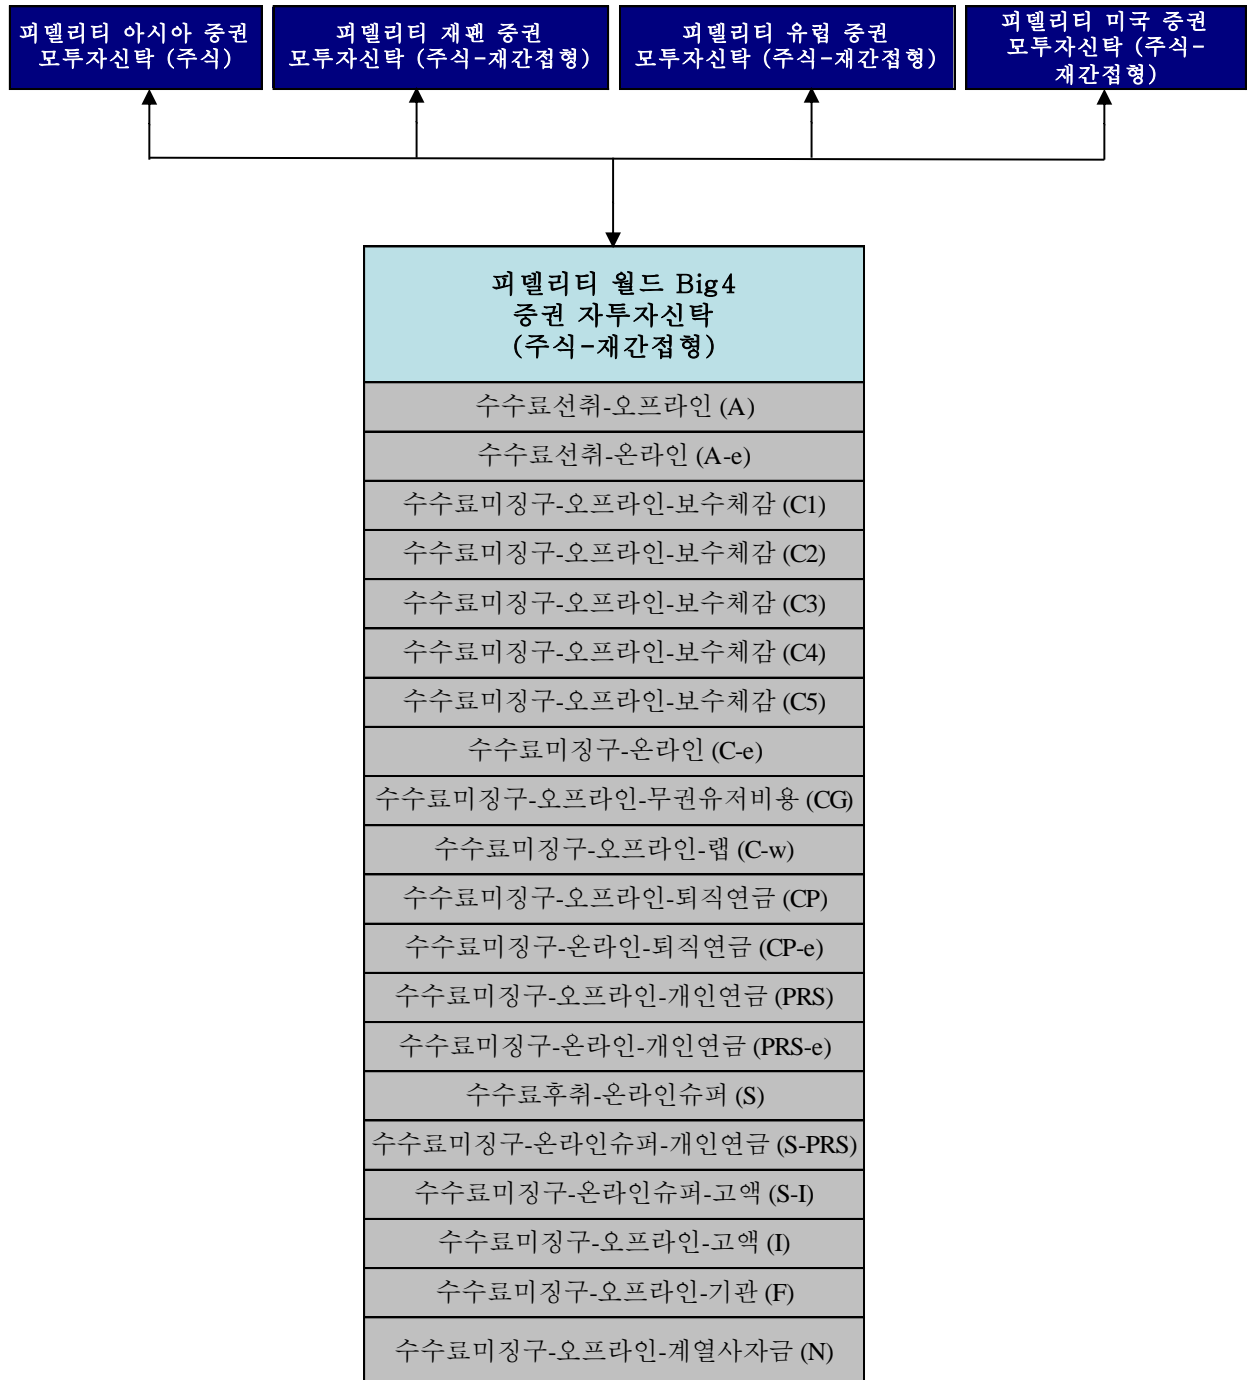 피델리티 아시아 증권
모투자신탁 (주식)
피델리티 재팬 증권
모투자신탁 (주식-재간접형)
피델리티 유럽 증권
모투자신탁 (주식-재간접형)
피델리티 미국 증권
모투자신탁 (주식-
재간접형)
피델리티 월드 Big4
증권 자투자신탁
(주식-재간접형)
수수료선취-오프라인 (A)
수수료선취-온라인 (A-e)
수수료미징구-오프라인-보수체감 (C1)
수수료미징구-오프라인-보수체감 (C2)
수수료미징구-오프라인-보수체감 (C3)
수수료미징구-오프라인-보수체감 (C4)
수수료미징구-오프라인-보수체감 (C5)
수수료미징구-온라인 (C-e)
수수료미징구-오프라인-무권유저비용 (CG)
수수료미징구-오프라인-랩 (C-w)
수수료미징구-오프라인-퇴직연금 (CP)
수수료미징구-온라인-퇴직연금 (CP-e)
수수료미징구-오프라인-개인연금 (PRS)
수수료미징구-온라인-개인연금 (PRS-e)
수수료후취-온라인슈퍼 (S)
수수료미징구-온라인슈퍼-개인연금 (S-PRS)
수수료미징구-온라인슈퍼-고액 (S-I)
수수료미징구-오프라인-고액 (I)
수수료미징구-오프라인-기관 (F)
수수료미징구-오프라인-계열사자금 (N)